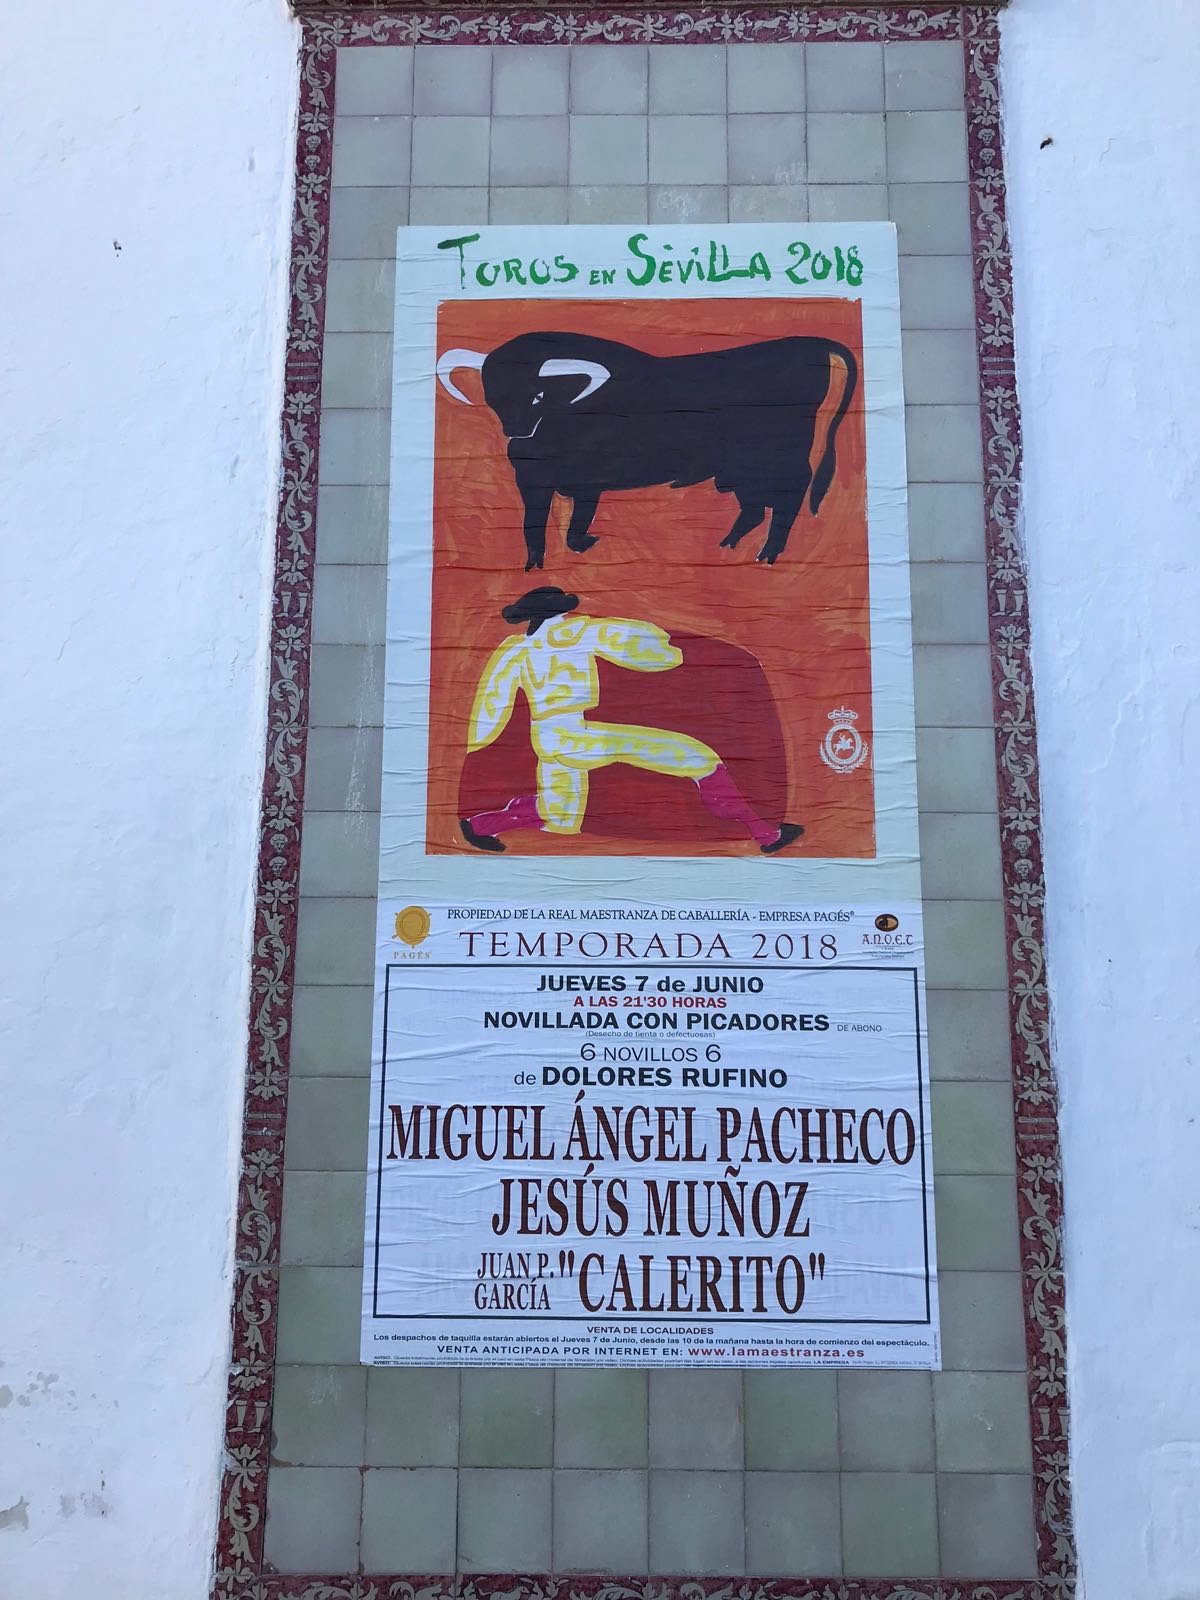 TOROS EN SEVILLA 2018
PROPIEDAD DE LA REAL MAESTRANZA DE CABALLERÍA - EMPRESA PAGÉS®
PAGÉS
TEMPORADA 2018
A.N.O.E.T
JUEVES 7 de JUNIO
A LAS 21'30 HORAS
NOVILLADA CON PICADORES DE ABONO
(Desecho de tienta o defectuosas)
6 NOVILLOS 6
de DOLORES RUFINO
MIGUEL ÁNGEL PACHECO
JESÚS MUÑOZ
JUAN P. GARCÍA "CALERITO"
VENTA DE LOCALIDADES
Los despachos de taquilla estarán abiertos el Jueves 7 de Junio, desde las 10 de la mañana hasta la hora de comienzo del espectáculo.
VENTA ANTICIPADA POR INTERNET EN: www.lamaestranza.es